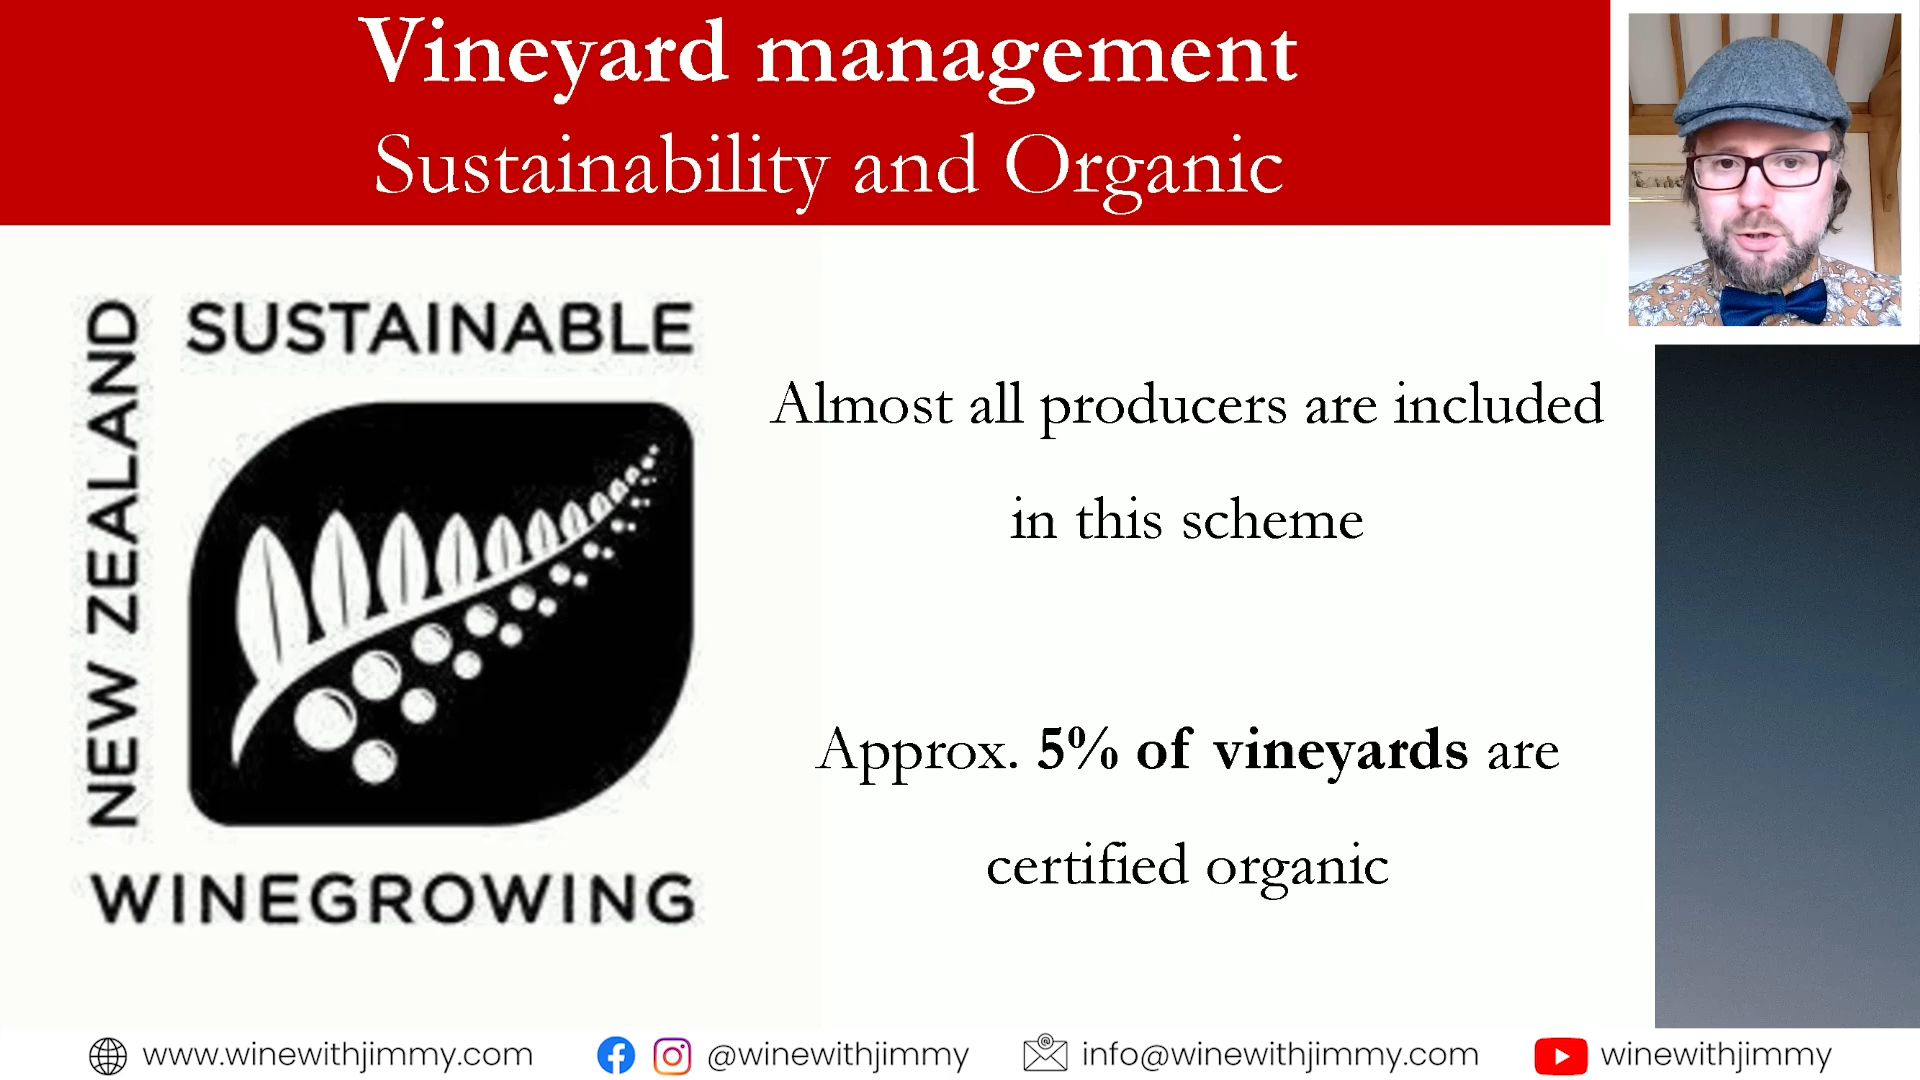 Vineyard management
Sustainability and Organic
NEW ZEALAND
SUSTAINABLE
WINEGROWING
Almost all producers are included
in this scheme
Approx. 5% of vineyards are
certified organic
www.winewithjimmy.com
@winewithjimmy
info@winewithjimmy.com
winewithjimmy